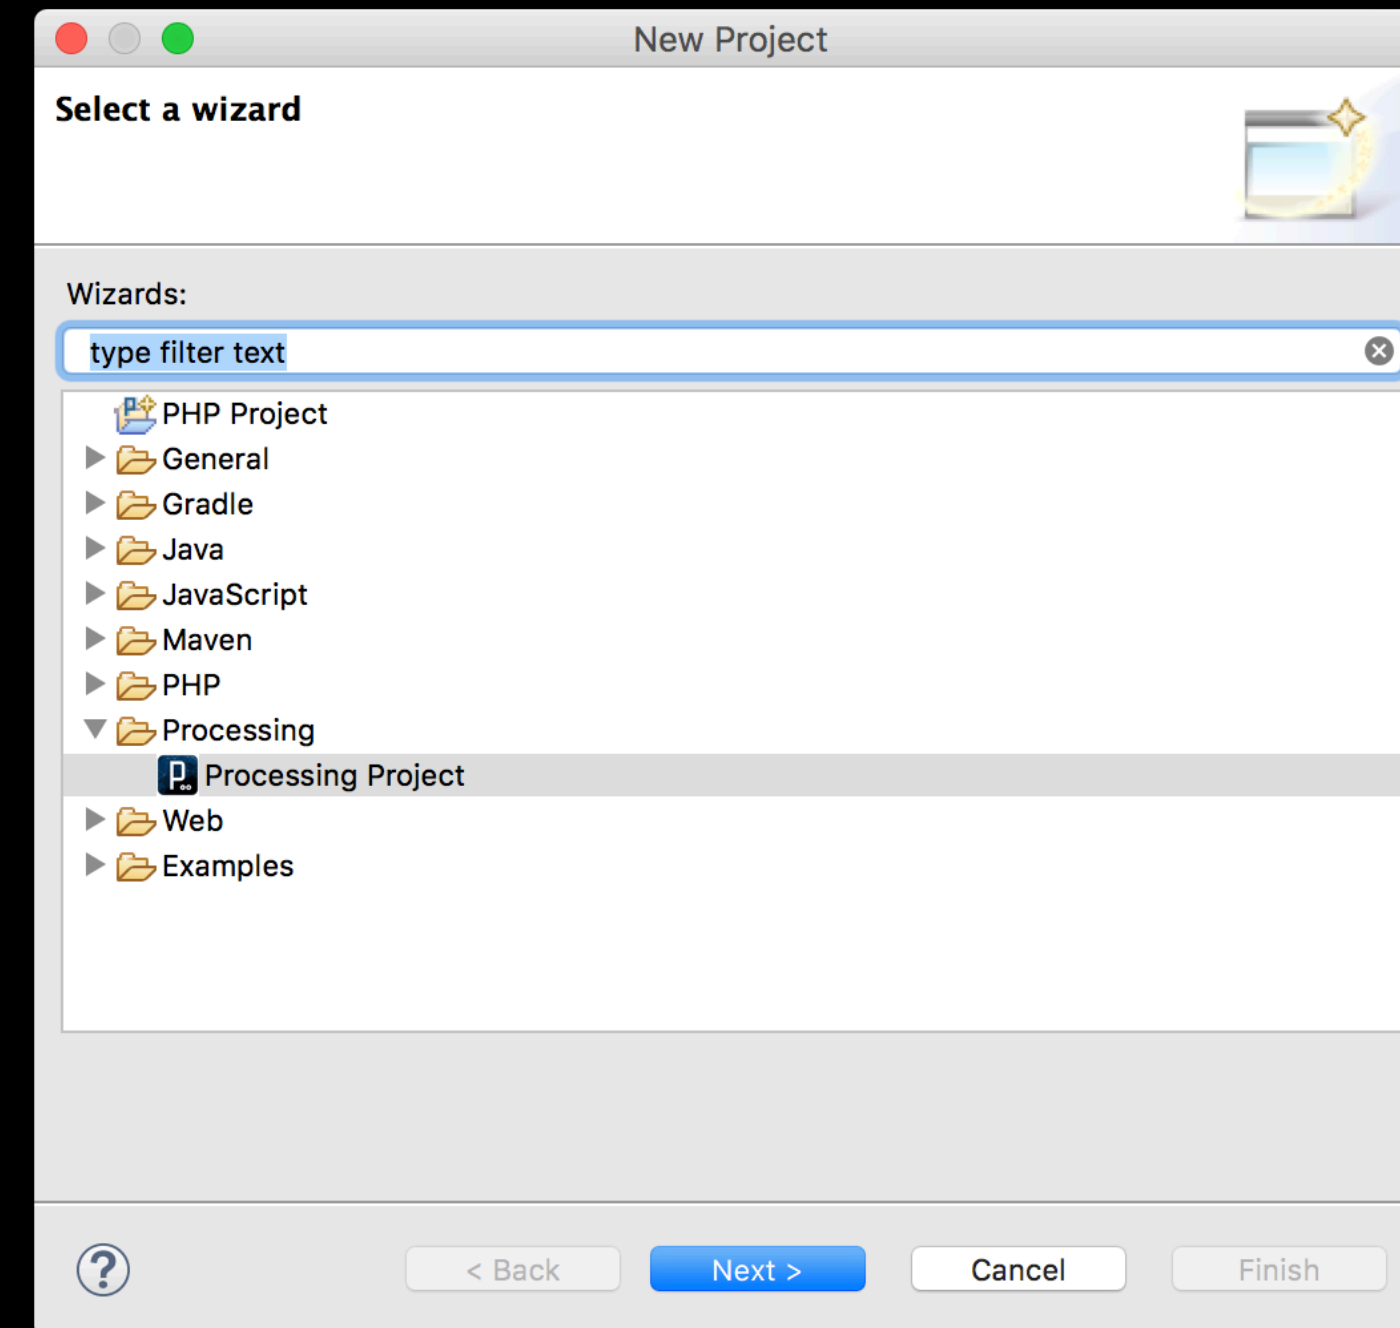 New Project
Select a wizard
Wizards:
type filter text
PHP Project
General
Gradle
Java
JavaScript
Maven
PHP
Processing
Processing Project
Web
Examples
? < Back Next > Cancel Finish